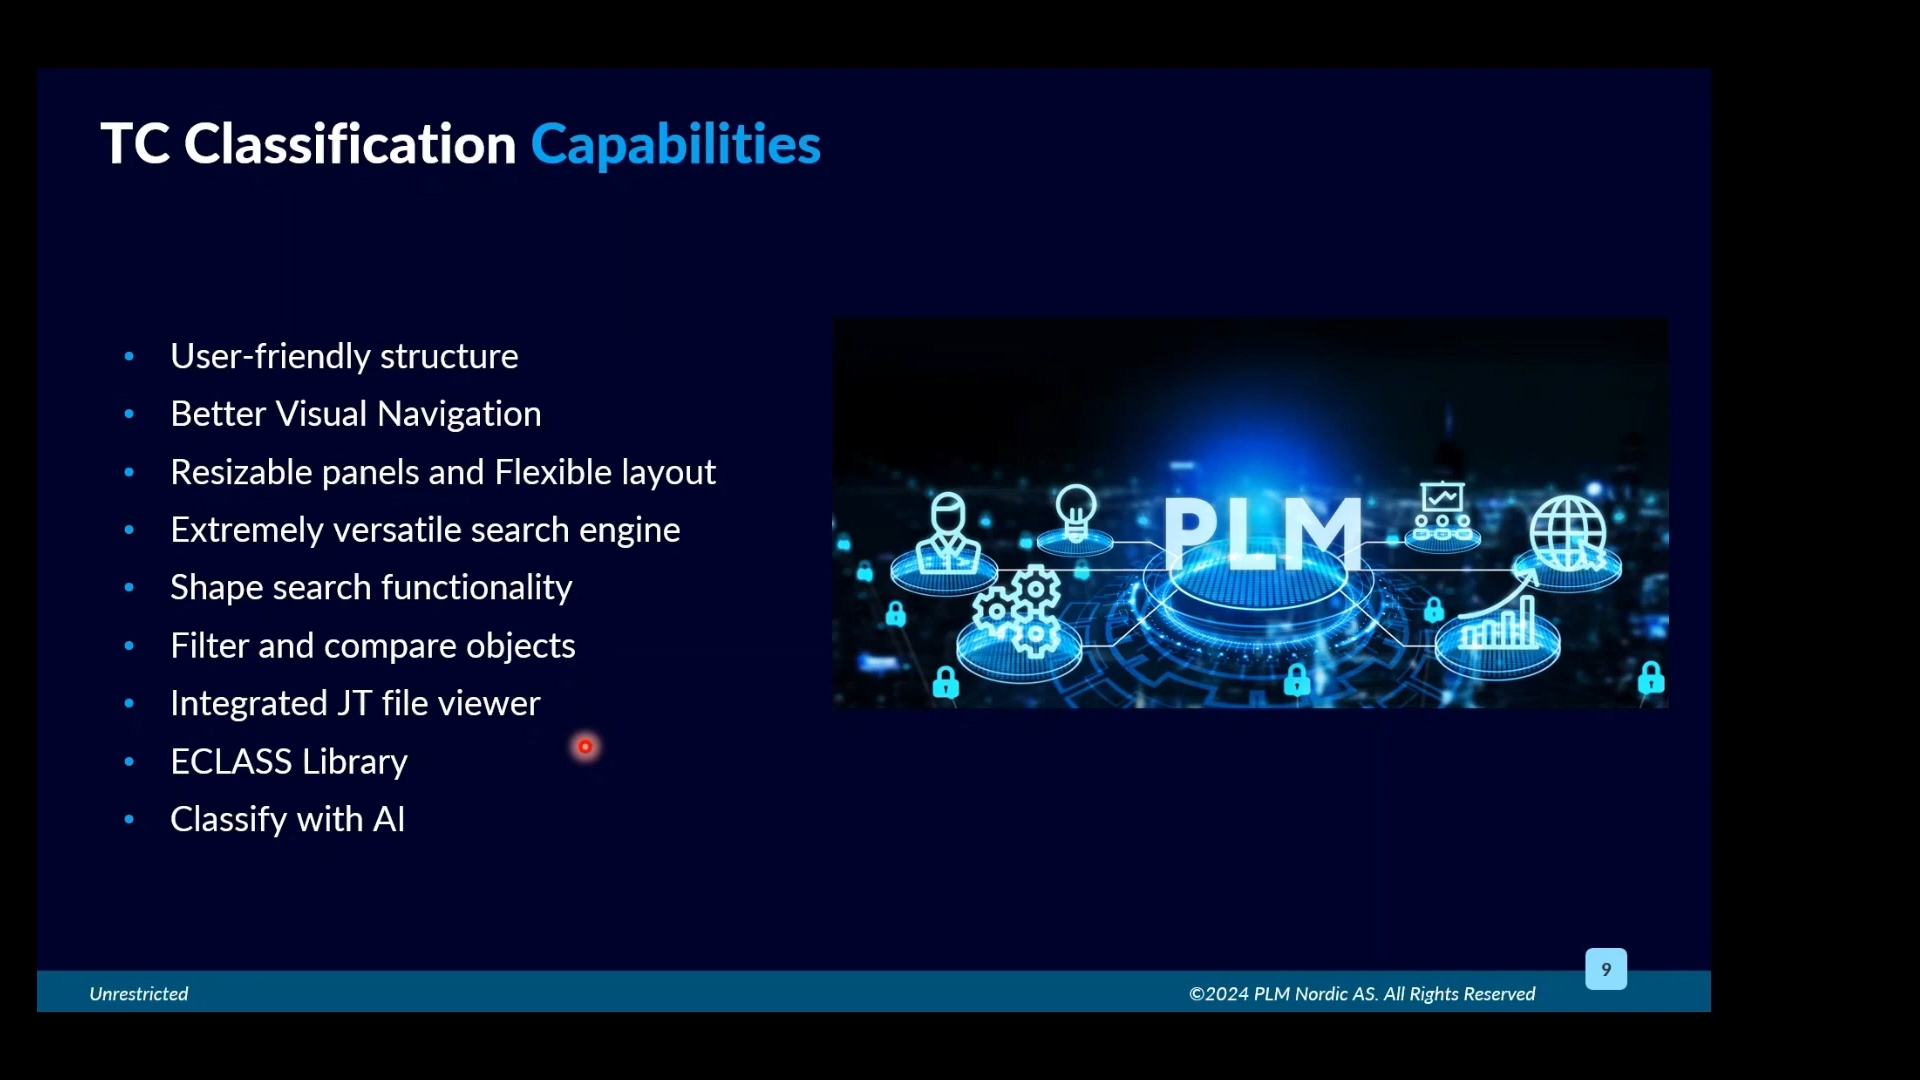 TC Classification Capabilities
User-friendly structure
Better Visual Navigation
Resizable panels and Flexible layout
Extremely versatile search engine
Shape search functionality
Filter and compare objects
Integrated JT file viewer
ECLASS Library
Classify with AI
PLM
9
Unrestricted
©2024 PLM Nordic AS. All Rights Reserved